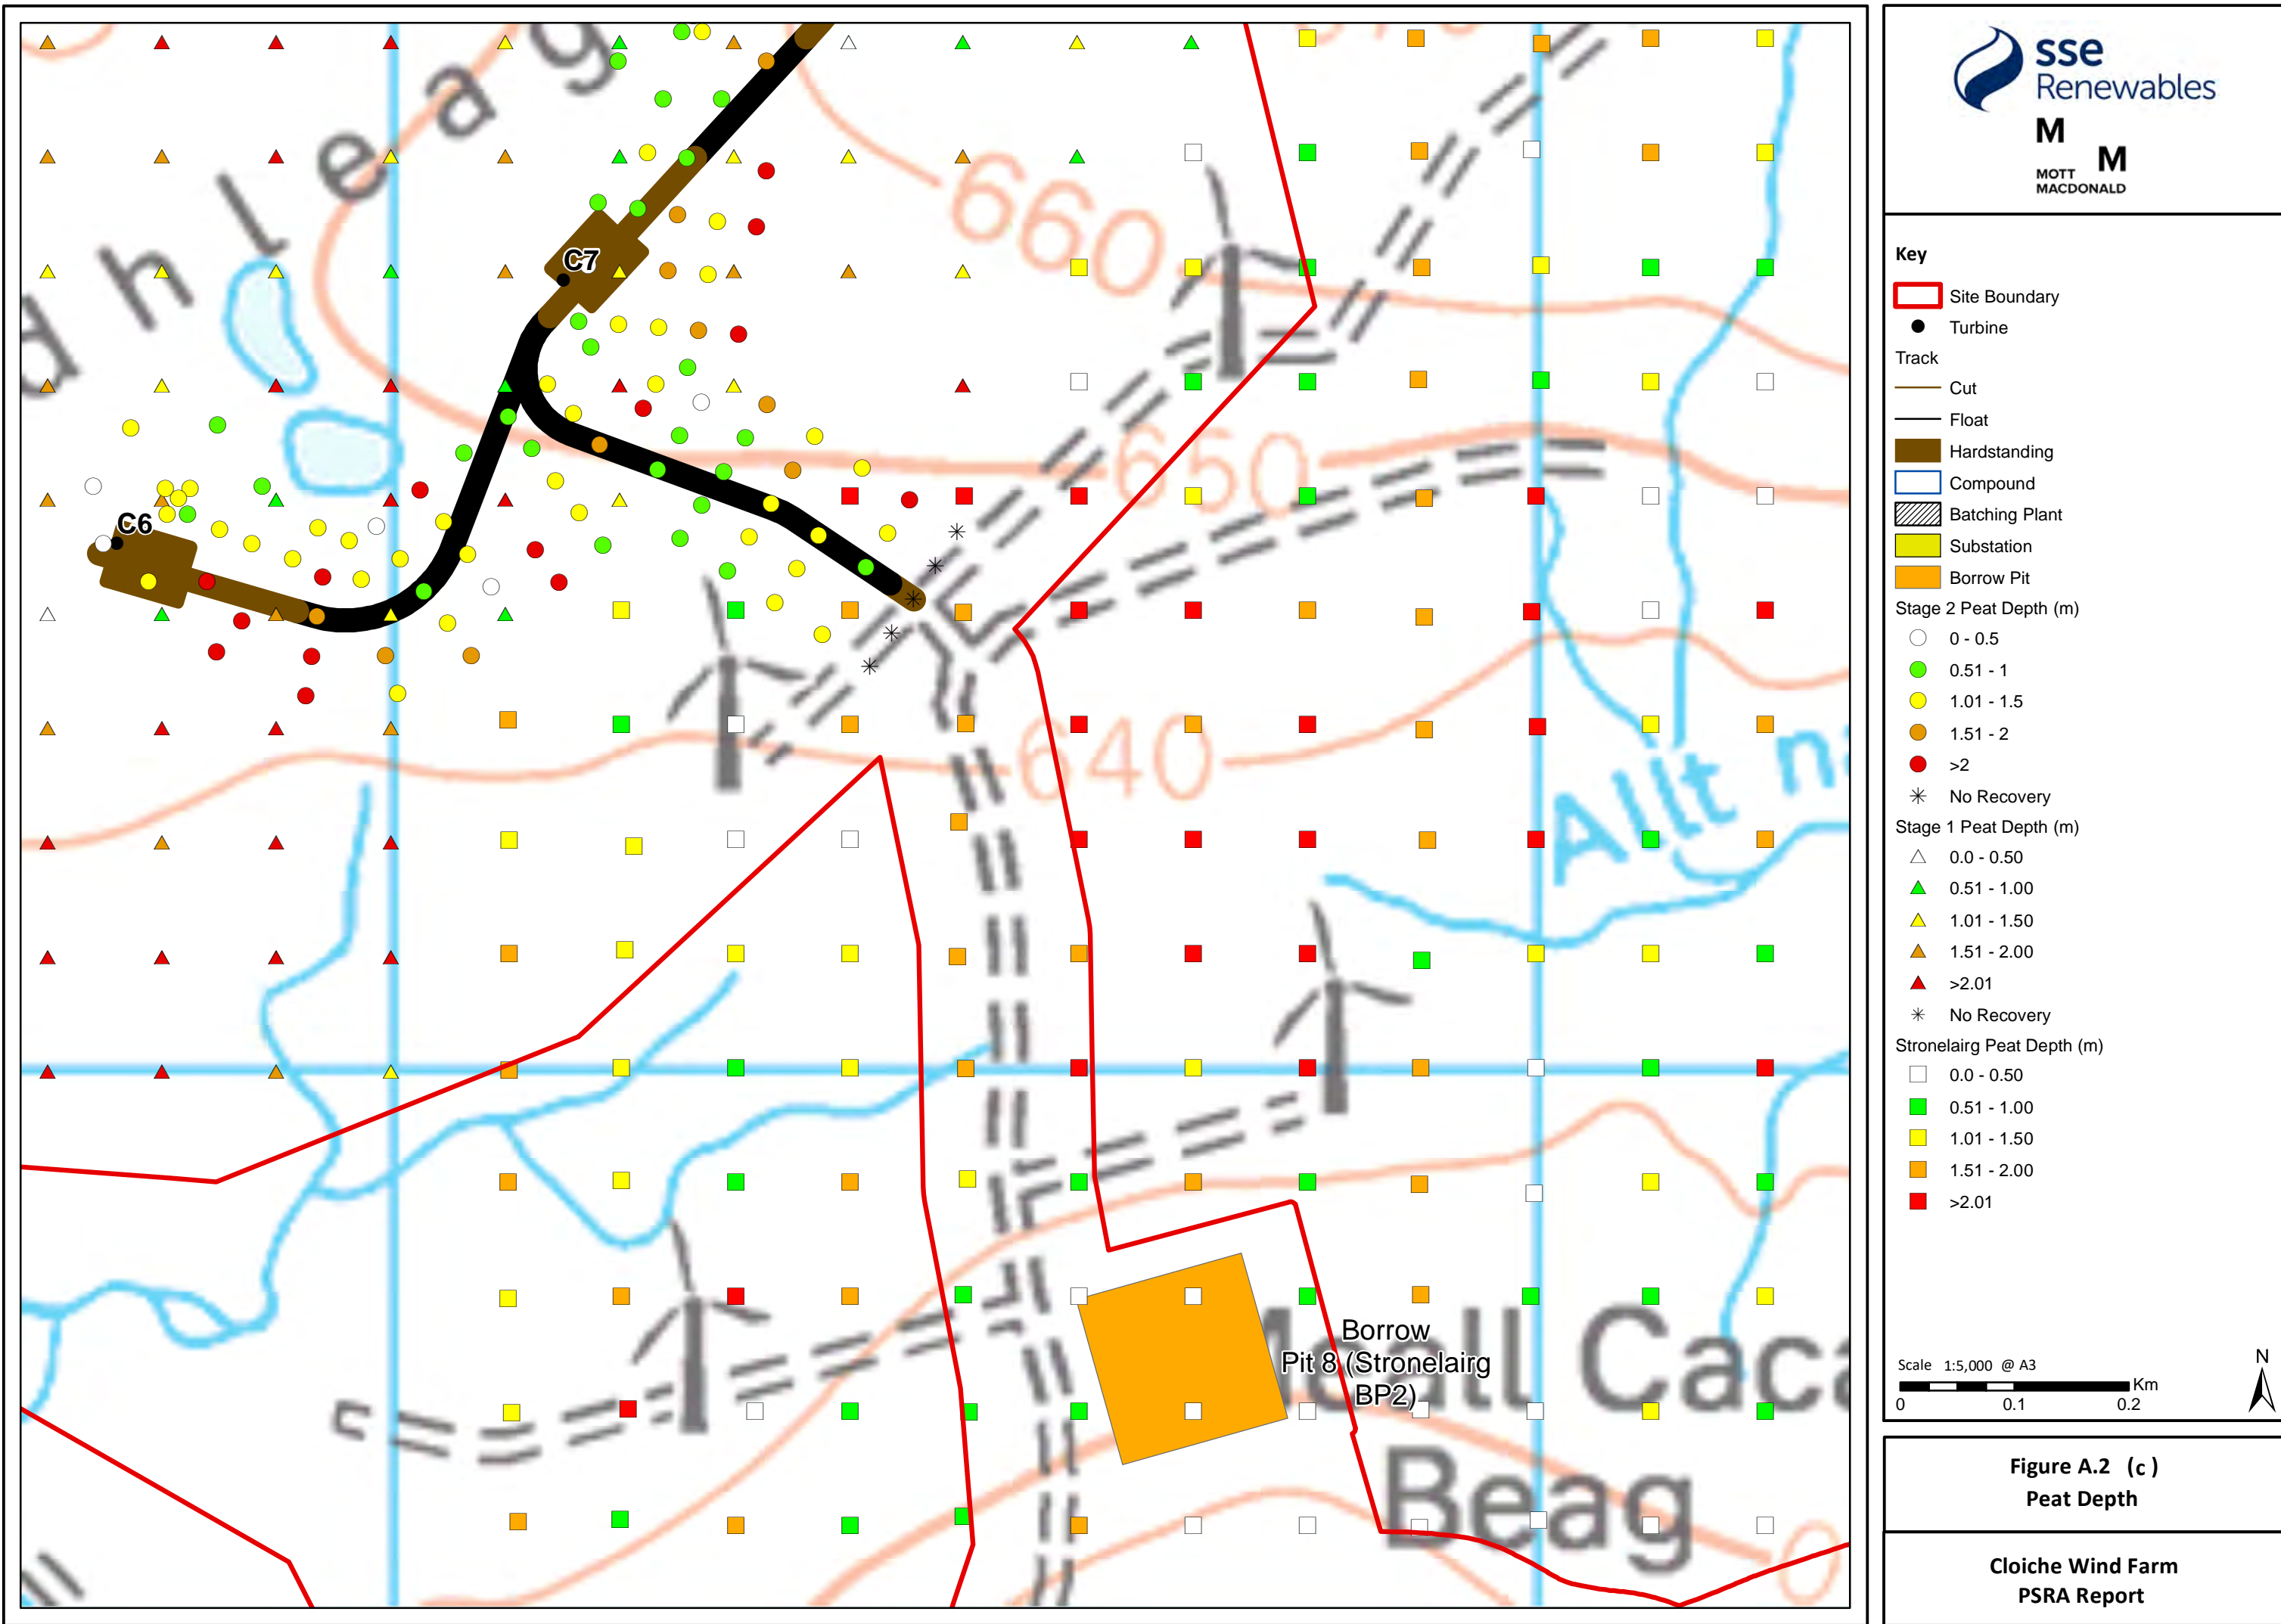 dhleag
660
650
640
C7
C6
Allt n
Borrow
Pit 8 (Stronelairg
BP2)
Meall Caca
Beag
0
sse
Renewables
M
M
MOTT
MACDONALD
Key
Site Boundary
Turbine
Track
Cut
Float
Hardstanding
Compound
Batching Plant
Substation
Borrow Pit
Stage 2 Peat Depth (m)
0 - 0.5
0.51 - 1
1.01 - 1.5
1.51 - 2
>2
No Recovery
Stage 1 Peat Depth (m)
0.0 - 0.50
0.51 - 1.00
1.01 - 1.50
1.51 - 2.00
>2.01
No Recovery
Stronelairg Peat Depth (m)
0.0 - 0.50
0.51 - 1.00
1.01 - 1.50
1.51 - 2.00
>2.01
Scale 1:5,000 @ A3
N
Km
0 0.1 0.2
Figure A.2 (c )
Peat Depth
Cloiche Wind Farm
PSRA Report